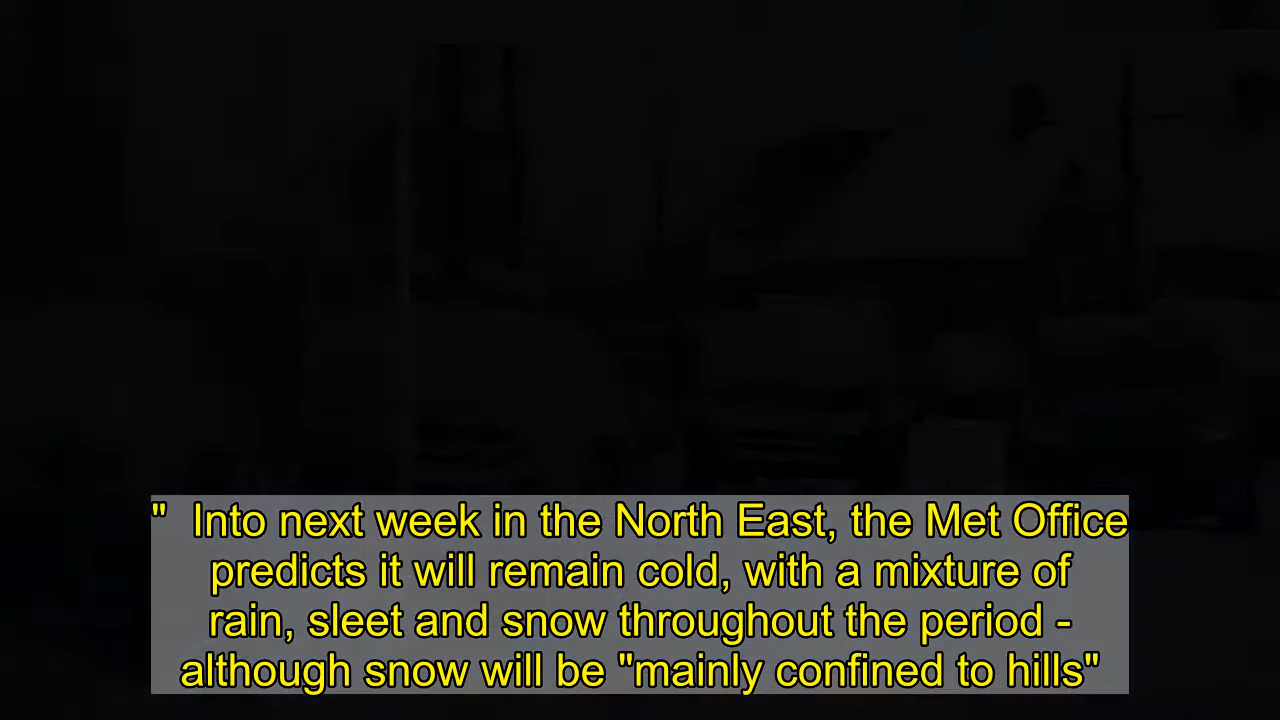 "  Into next week in the North East, the Met Office
predicts it will remain cold, with a mixture of
rain, sleet and snow throughout the period -
although snow will be "mainly confined to hills"